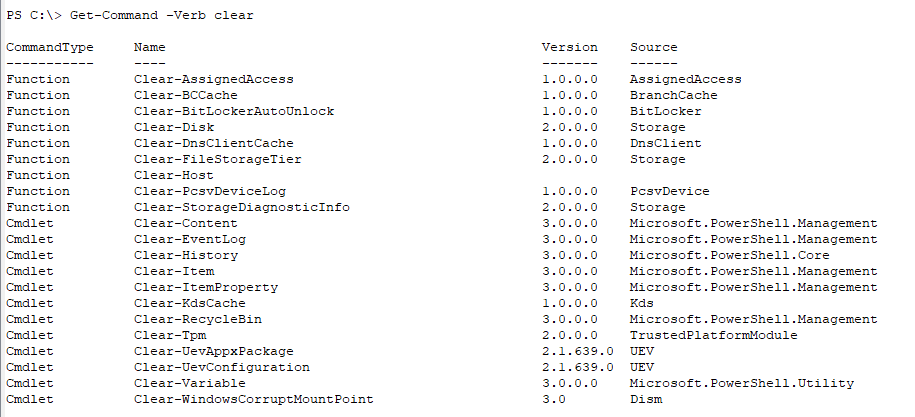 PS C:\> Get-Command -Verb clear
CommandType     Name                                               Version    Source
-----------     ----                                               -------    ------
Function        Clear-AssignedAccess                               1.0.0.0    AssignedAccess
Function        Clear-BCCache                                      1.0.0.0    BranchCache
Function        Clear-BitLockerAutoUnlock                          1.0.0.0    BitLocker
Function        Clear-Disk                                         2.0.0.0    Storage
Function        Clear-DnsClientCache                               1.0.0.0    DnsClient
Function        Clear-FileStorageTier                              2.0.0.0    Storage
Function        Clear-Host
Function        Clear-PcsvDeviceLog                                1.0.0.0    PcsvDevice
Function        Clear-StorageDiagnosticInfo                        2.0.0.0    Storage
Cmdlet          Clear-Content                                      3.0.0.0    Microsoft.PowerShell.Management
Cmdlet          Clear-EventLog                                     3.0.0.0    Microsoft.PowerShell.Management
Cmdlet          Clear-History                                      3.0.0.0    Microsoft.PowerShell.Core
Cmdlet          Clear-Item                                         3.0.0.0    Microsoft.PowerShell.Management
Cmdlet          Clear-ItemProperty                                 3.0.0.0    Microsoft.PowerShell.Management
Cmdlet          Clear-KdsCache                                     1.0.0.0    Kds
Cmdlet          Clear-RecycleBin                                   3.0.0.0    Microsoft.PowerShell.Management
Cmdlet          Clear-Tpm                                          2.0.0.0    TrustedPlatformModule
Cmdlet          Clear-UevAppxPackage                               2.1.639.0  UEV
Cmdlet          Clear-UevConfiguration                             2.1.639.0  UEV
Cmdlet          Clear-Variable                                     3.0.0.0    Microsoft.PowerShell.Utility
Cmdlet          Clear-WindowsCorruptMountPoint                     3.0        Dism